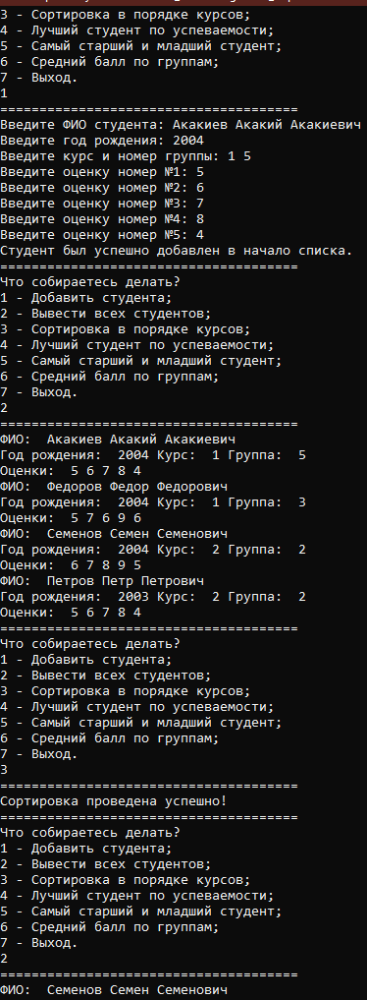 3 - Сортировка в порядке курсов;
4 - Лучший студент по успеваемости;
5 - Самый старший и младший студент;
6 - Средний балл по группам;
7 - Выход.
1
======================================
Введите ФИО студента: Акакиев Акакий Акакиевич
Введите год рождения: 2004
Введите курс и номер группы: 1 5
Введите оценку номер №1: 5
Введите оценку номер №2: 6
Введите оценку номер №3: 7
Введите оценку номер №4: 8
Введите оценку номер №5: 4
Студент был успешно добавлен в начало списка.
======================================
Что собираетесь делать?
1 - Добавить студента;
2 - Вывести всех студентов;
3 - Сортировка в порядке курсов;
4 - Лучший студент по успеваемости;
5 - Самый старший и младший студент;
6 - Средний балл по группам;
7 - Выход.
2
======================================
ФИО:  Акакиев Акакий Акакиевич
Год рождения:  2004 Курс:  1 Группа:  5
Оценки:  5 6 7 8 4
ФИО:  Федоров Федор Федорович
Год рождения:  2004 Курс:  1 Группа:  3
Оценки:  5 7 6 9 6
ФИО:  Семенов Семен Семенович
Год рождения:  2004 Курс:  2 Группа:  2
Оценки:  6 7 8 9 5
ФИО:  Петров Петр Петрович
Год рождения:  2003 Курс:  2 Группа:  2
Оценки:  5 6 7 8 4
======================================
Что собираетесь делать?
1 - Добавить студента;
2 - Вывести всех студентов;
3 - Сортировка в порядке курсов;
4 - Лучший студент по успеваемости;
5 - Самый старший и младший студент;
6 - Средний балл по группам;
7 - Выход.
3
======================================
Сортировка проведена успешно!
======================================
Что собираетесь делать?
1 - Добавить студента;
2 - Вывести всех студентов;
3 - Сортировка в порядке курсов;
4 - Лучший студент по успеваемости;
5 - Самый старший и младший студент;
6 - Средний балл по группам;
7 - Выход.
2
======================================
ФИО:  Семенов Семен Семенович